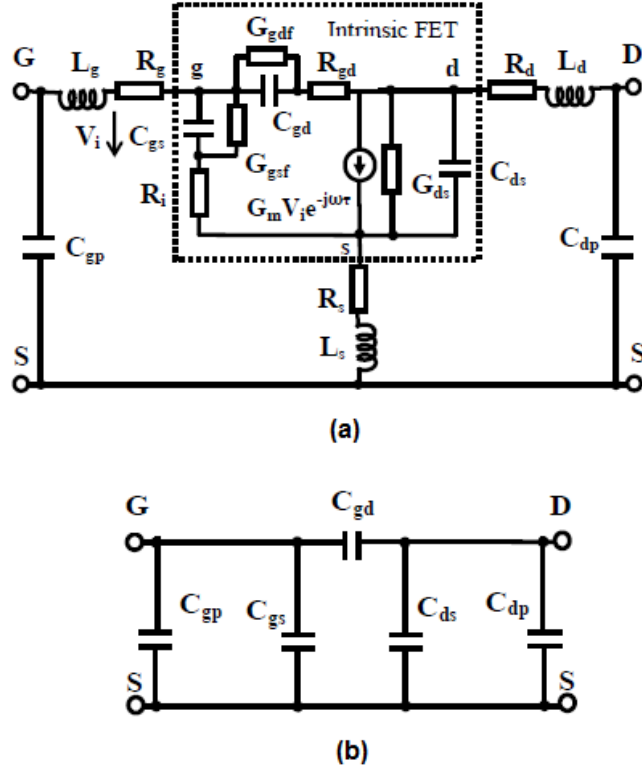 G_gdf Intrinsic FET
G L_g R_g g R_gd d R_d L_d D
C_gd
V_i C_gs
G_gsf
R_i G_ds C_ds
G_mV_ie^-jωτ
C_gp s C_dp
R_s
L_s
S S
(a)
C_gd
G D
C_gp C_gs C_ds C_dp
S S
(b)